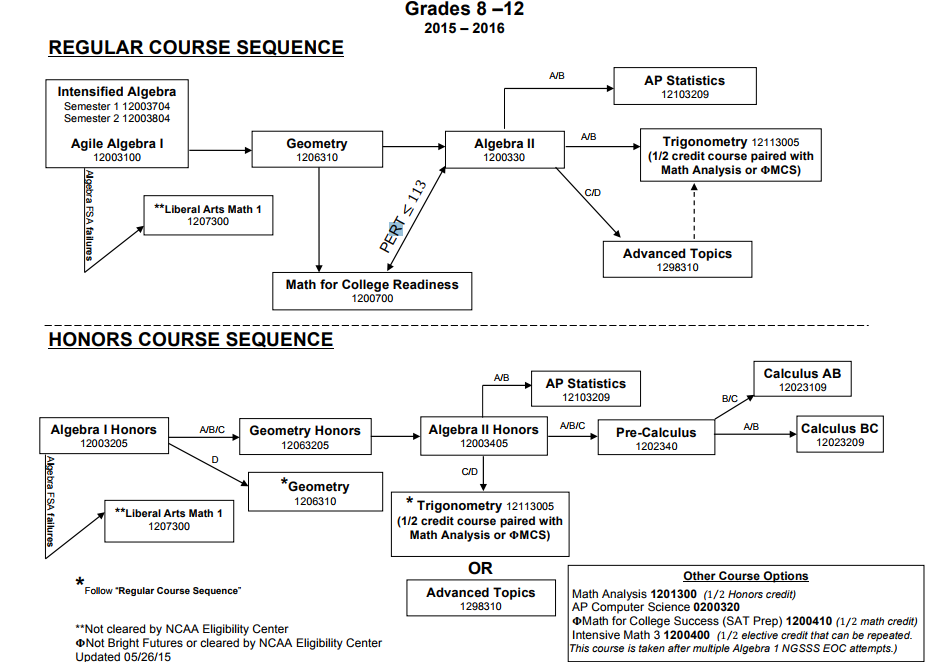 Grades 8 –12
2015 – 2016
REGULAR COURSE SEQUENCE
Intensified Algebra
Semester 1 12003704
Semester 2 12003804
Agile Algebra I
12003100
Algebra FSA failures
**Liberal Arts Math 1
1207300
Geometry
1206310
Math for College Readiness
1200700
PERT ≤ 113
Algebra II
1200330
A/B
AP Statistics
12103209
A/B
Trigonometry 12113005
(1/2 credit course paired with
Math Analysis or ΦMCS)
C/D
Advanced Topics
1298310
HONORS COURSE SEQUENCE
Algebra I Honors
12003205
Algebra FSA failures
**Liberal Arts Math 1
1207300
A/B/C
Geometry Honors
12063205
D
*Geometry
1206310
Algebra II Honors
12003405
A/B
AP Statistics
12103209
A/B/C
Pre-Calculus
1202340
B/C
Calculus AB
12023109
A/B
Calculus BC
12023209
C/D
* Trigonometry 12113005
(1/2 credit course paired with
Math Analysis or ΦMCS)
OR
Advanced Topics
1298310
* Follow “Regular Course Sequence”
**Not cleared by NCAA Eligibility Center
ΦNot Bright Futures or cleared by NCAA Eligibility Center
Updated 05/26/15
Other Course Options
Math Analysis 1201300 (1/2 Honors credit)
AP Computer Science 0200320
ΦMath for College Success (SAT Prep) 1200410 (1/2 math credit)
Intensive Math 3 1200400 (1/2 elective credit that can be repeated.
This course is taken after multiple Algebra 1 NGSSS EOC attempts.)